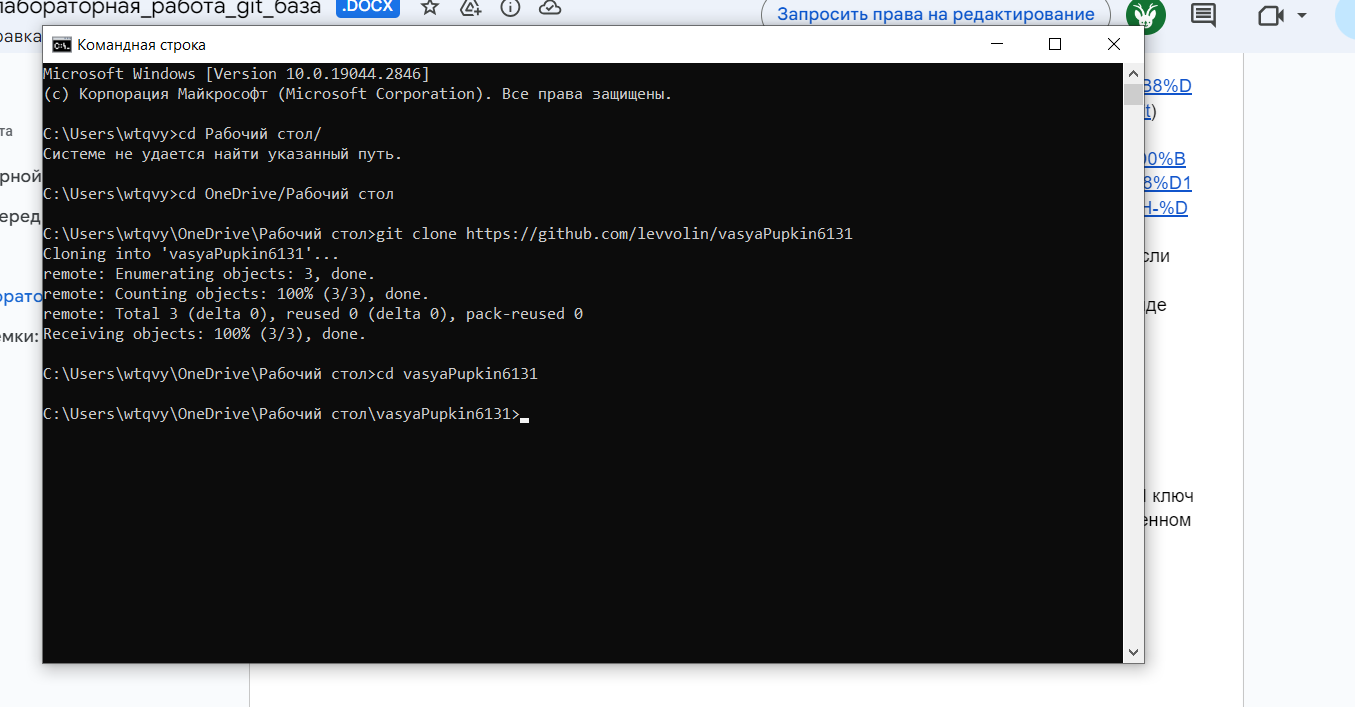 лабораторная_работа_git_база .DOCX
Запросить права на редактирование
Командная строка
Microsoft Windows [Version 10.0.19044.2846]
(c) Корпорация Майкрософт (Microsoft Corporation). Все права защищены.
C:\Users\wtqvy>cd Рабочий стол/
Системе не удается найти указанный путь.
C:\Users\wtqvy>cd OneDrive/Рабочий стол
C:\Users\wtqvy\OneDrive\Рабочий стол>git clone https://github.com/levvolin/vasyaPupkin6131
Cloning into 'vasyaPupkin6131'...
remote: Enumerating objects: 3, done.
remote: Counting objects: 100% (3/3), done.
remote: Total 3 (delta 0), reused 0 (delta 0), pack-reused 0
Receiving objects: 100% (3/3), done.
C:\Users\wtqvy\OneDrive\Рабочий стол>cd vasyaPupkin6131
C:\Users\wtqvy\OneDrive\Рабочий стол\vasyaPupkin6131>
38%D
t)
00%B
8%D1
Н-%D
сли
де
ключ
енном
равка
та
рной
еред
рато
мки: